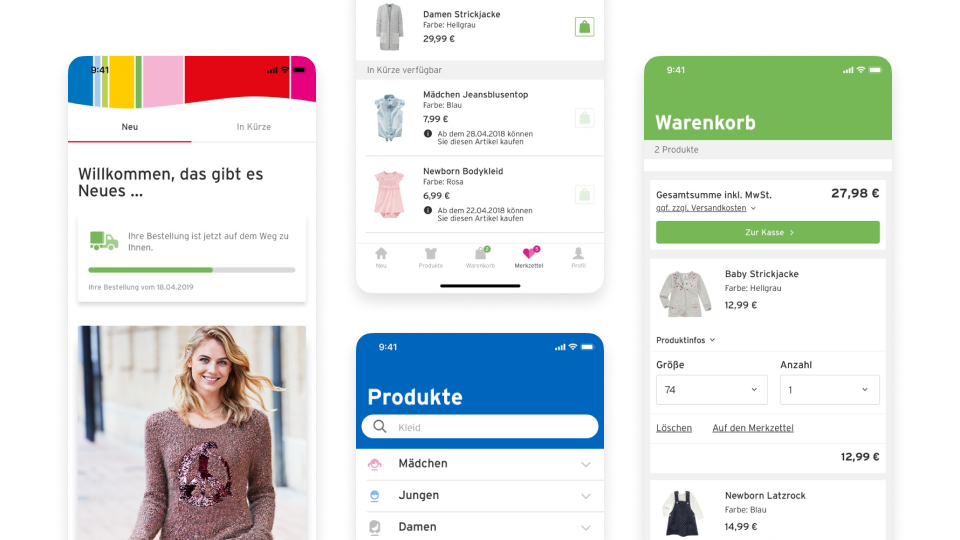 9:41
Neu
In Kürze
Willkommen, das gibt es
Neues ...
Ihre Bestellung ist jetzt auf dem Weg zu
Ihnen.
Ihre Bestellung vom 18.04.2019
Damen Strickjacke
Farbe: Hellgrau
29,99 €
In Kürze verfügbar
Mädchen Jeansblusentop
Farbe: Blau
7,99 €
Ab dem 28.04.2018 können
Sie diesen Artikel kaufen
Newborn Bodykleid
Farbe: Rosa
6,99 €
Ab dem 22.04.2018 können
Sie diesen Artikel kaufen
2
3
Neu
Produkte
Warenkorb
Merkzettel
Profil
9:41
Produkte
Kleid
Mädchen
Jungen
Damen
9:41
Warenkorb
2 Produkte
Gesamtsumme inkl. MwSt.
27,98 €
ggf. zzgl. Versandkosten
Zur Kasse
Baby Strickjacke
Farbe: Hellgrau
12,99 €
Produktinfos
Größe
Anzahl
74
1
Löschen
Auf den Merkzettel
12,99 €
Newborn Latzrock
Farbe: Blau
14,99 €